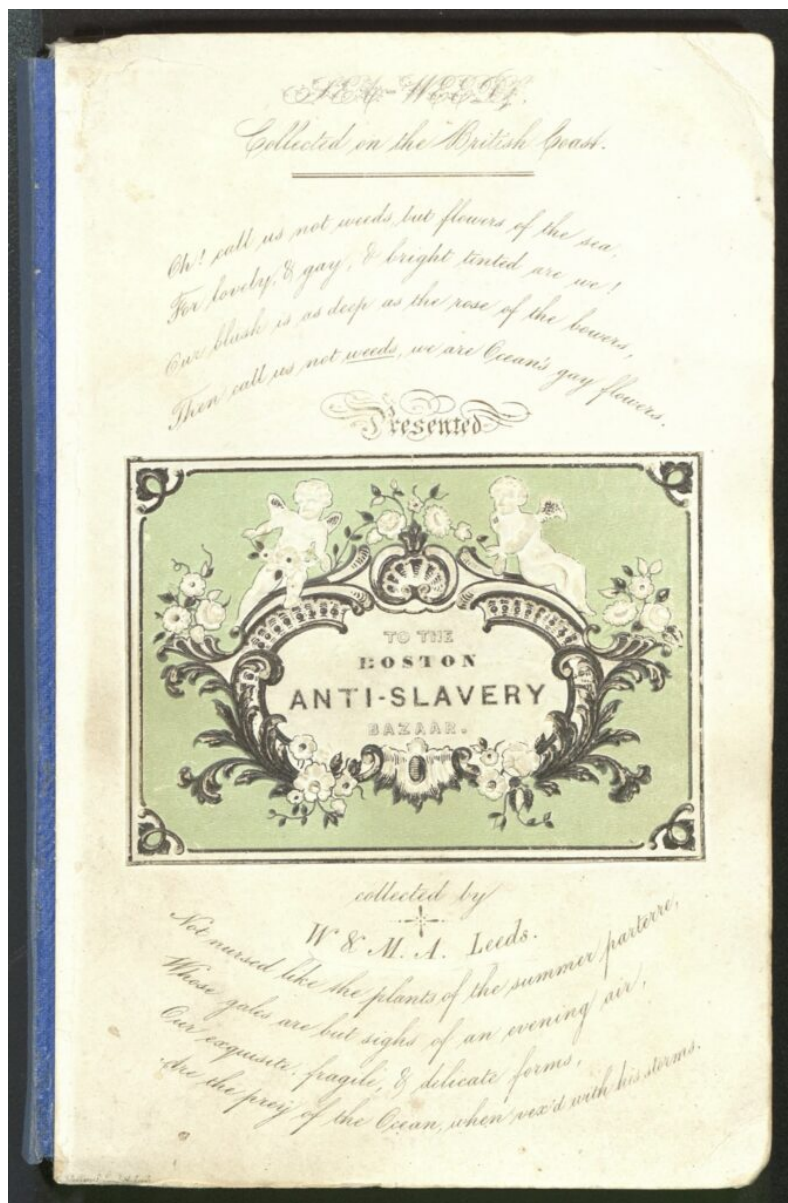 SEA-WEEDS.
Collected on the British Coast.
Oh! call us not weeds, but flowers of the sea,
For lovely, & gay, & bright tinted are we!
Our blush is as deep as the rose of the bowers,
Then call us not weeds, we are Ocean's gay flowers.
Presented
TO THE
BOSTON
ANTI-SLAVERY
BAZAAR.
collected by
W & M. A. Leeds.
Not nursed like the plants of the summer parterre,
Whose gales are but sighs of an evening air,
Our exquisite, fragile, & delicate forms,
Are the prey of the Ocean, when vex'd with his storms.